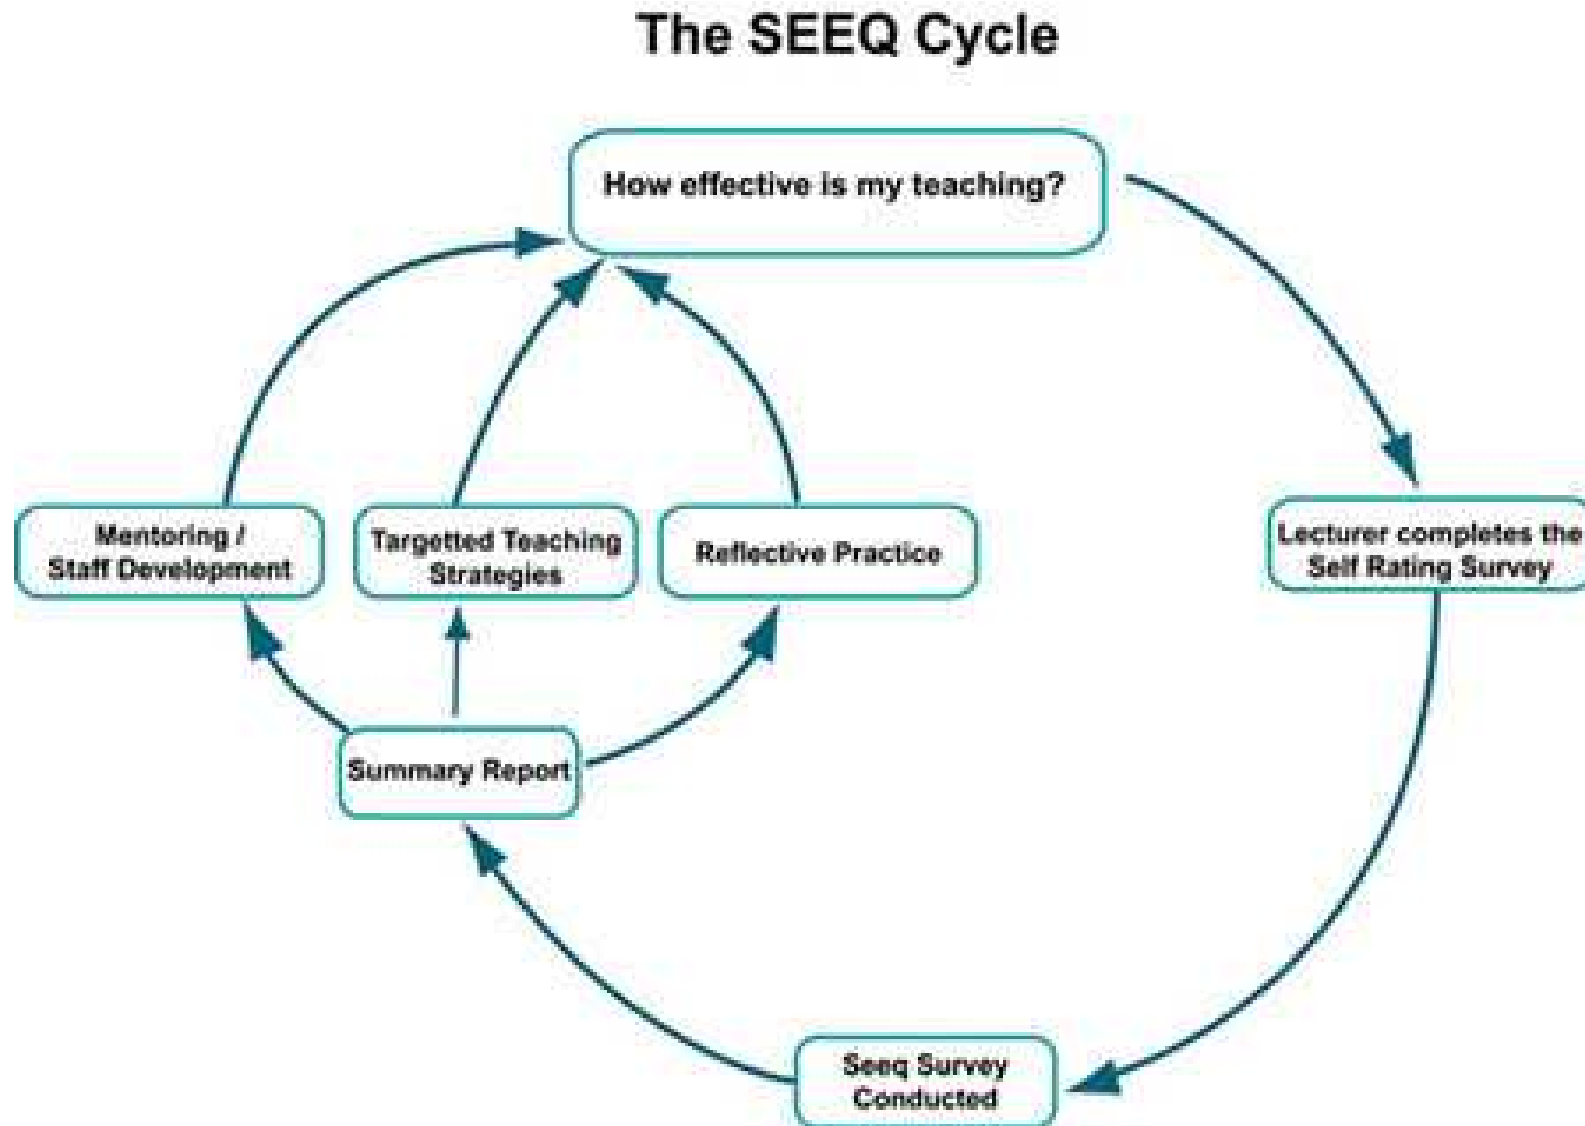 The SEEQ Cycle
How effective is my teaching?
Mentoring /
Staff Development
Targetted Teaching
Strategies
Reflective Practice
Lecturer completes the
Self Rating Survey
Summary Report
Seeq Survey
Conducted